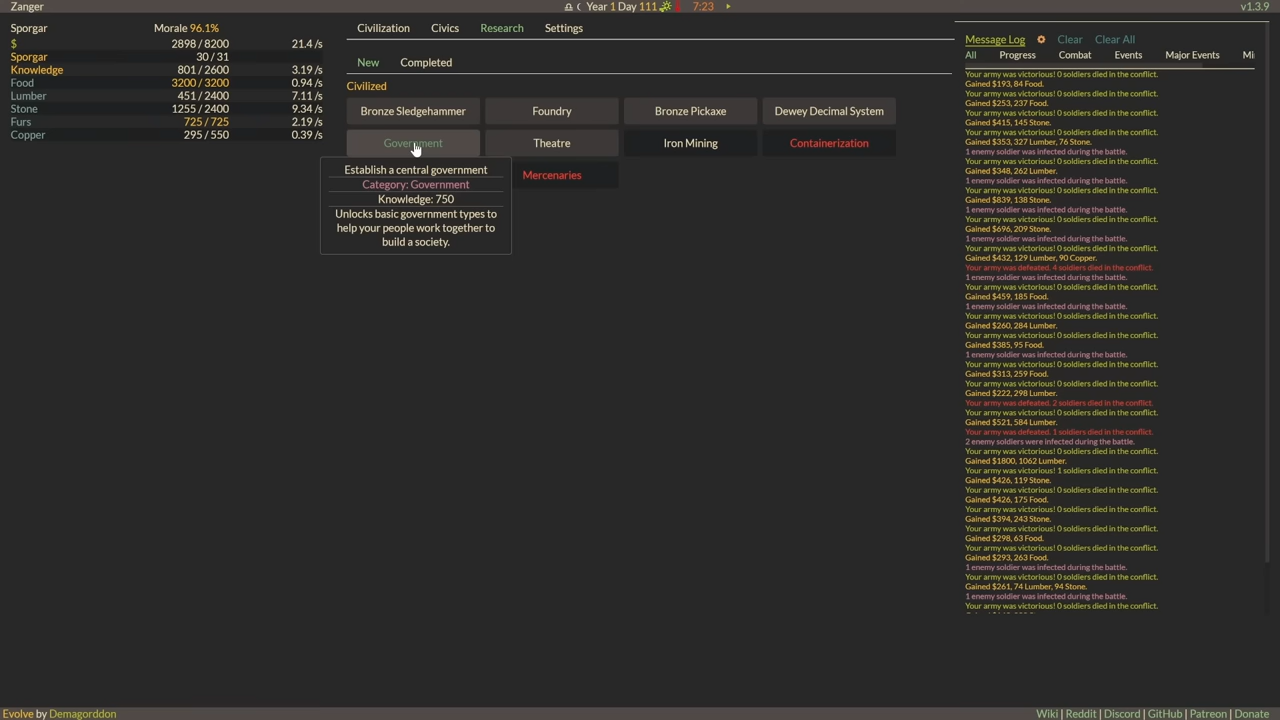 Zanger
Year 1 Day 111
7:23
v1.3.9
Sporgar Morale 96.1%
$ 2898 / 8200 21.4 /s
Sporgar 30 / 31
Knowledge 801 / 2600 3.19 /s
Food 3200 / 3200 0.94 /s
Lumber 451 / 2400 7.11 /s
Stone 1255 / 2400 9.34 /s
Furs 725 / 725 2.19 /s
Copper 295 / 550 0.39 /s
Civilization Civics Research Settings
New Completed
Civilized
Bronze Sledgehammer Foundry Bronze Pickaxe Dewey Decimal System
Government Theatre Iron Mining Containerization
Mercenaries
Establish a central government
Category: Government
Knowledge: 750
Unlocks basic government types to
help your people work together to
build a society.
Message Log Clear Clear All
All Progress Combat Events Major Events Mi
Your army was victorious! 0 soldiers died in the conflict.
Gained $193, 84 Food.
Your army was victorious! 0 soldiers died in the conflict.
Gained $253, 237 Food.
Your army was victorious! 0 soldiers died in the conflict.
Gained $415, 145 Stone.
Your army was victorious! 0 soldiers died in the conflict.
Gained $353, 327 Lumber, 76 Stone.
1 enemy soldier was infected during the battle.
Your army was victorious! 0 soldiers died in the conflict.
Gained $348, 262 Lumber.
1 enemy soldier was infected during the battle.
Your army was victorious! 0 soldiers died in the conflict.
Gained $839, 138 Stone.
1 enemy soldier was infected during the battle.
Your army was victorious! 0 soldiers died in the conflict.
Gained $696, 209 Stone.
1 enemy soldier was infected during the battle.
Your army was victorious! 0 soldiers died in the conflict.
Gained $432, 129 Lumber, 90 Copper.
Your army was defeated. 4 soldiers died in the conflict.
1 enemy soldier was infected during the battle.
Your army was victorious! 0 soldiers died in the conflict.
Gained $459, 185 Food.
1 enemy soldier was infected during the battle.
Your army was victorious! 0 soldiers died in the conflict.
Gained $260, 284 Lumber.
Your army was victorious! 0 soldiers died in the conflict.
Gained $385, 95 Food.
1 enemy soldier was infected during the battle.
Your army was victorious! 0 soldiers died in the conflict.
Gained $313, 259 Food.
Your army was victorious! 0 soldiers died in the conflict.
Gained $222, 298 Lumber.
Your army was defeated. 2 soldiers died in the conflict.
Your army was victorious! 0 soldiers died in the conflict.
Gained $521, 584 Lumber.
Your army was defeated. 1 soldiers died in the conflict.
2 enemy soldiers were infected during the battle.
Your army was victorious! 0 soldiers died in the conflict.
Gained $1800, 1062 Lumber.
Your army was victorious! 1 soldiers died in the conflict.
Gained $426, 119 Stone.
Your army was victorious! 0 soldiers died in the conflict.
Gained $426, 175 Food.
Your army was victorious! 0 soldiers died in the conflict.
Gained $394, 243 Stone.
Your army was victorious! 0 soldiers died in the conflict.
Gained $298, 63 Food.
Your army was victorious! 0 soldiers died in the conflict.
Gained $293, 263 Food.
1 enemy soldier was infected during the battle.
Your army was victorious! 0 soldiers died in the conflict.
Gained $261, 74 Lumber, 94 Stone.
1 enemy soldier was infected during the battle.
Your army was victorious! 0 soldiers died in the conflict.
Evolve by Demagorddon
Wiki | Reddit | Discord | GitHub | Patreon | Donate